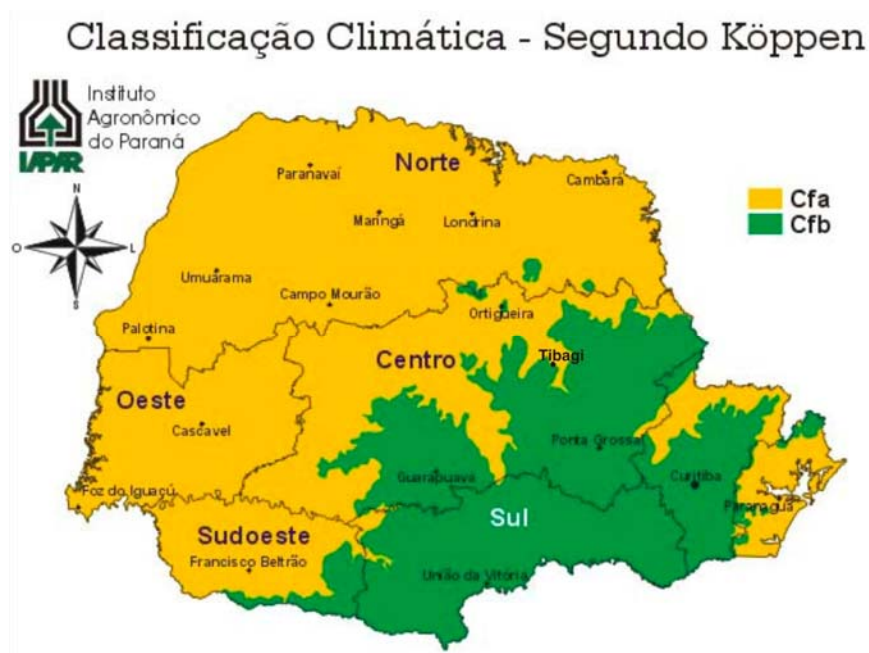 Classificação Climática - Segundo Köppen
Instituto
Agronômico
do Paraná
IAPAR
N
O
L
S
Cfa
Cfb
Norte
Paranavaí
Cambará
Maringá
Londrina
Umuarama
Campo Mourão
Ortigueira
Palotina
Centro
Tibagi
Oeste
Cascavel
Ponta Grossa
Guarapuava
Curitiba
Foz do Iguaçú
Paranaguá
Sul
Sudoeste
Francisco Beltrão
União da Vitória